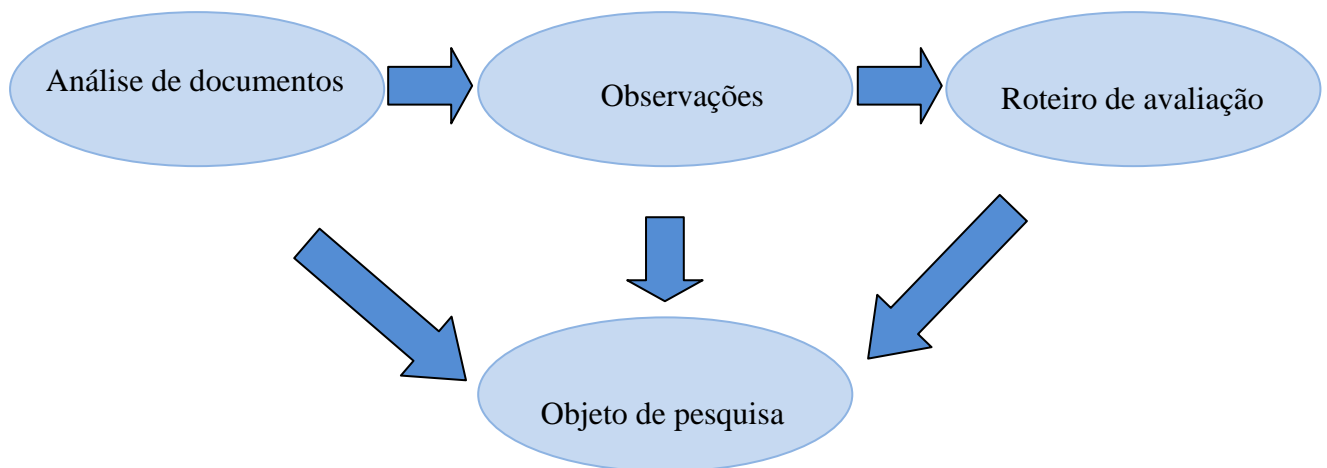 Análise de documentos
Observações
Roteiro de avaliação
Objeto de pesquisa